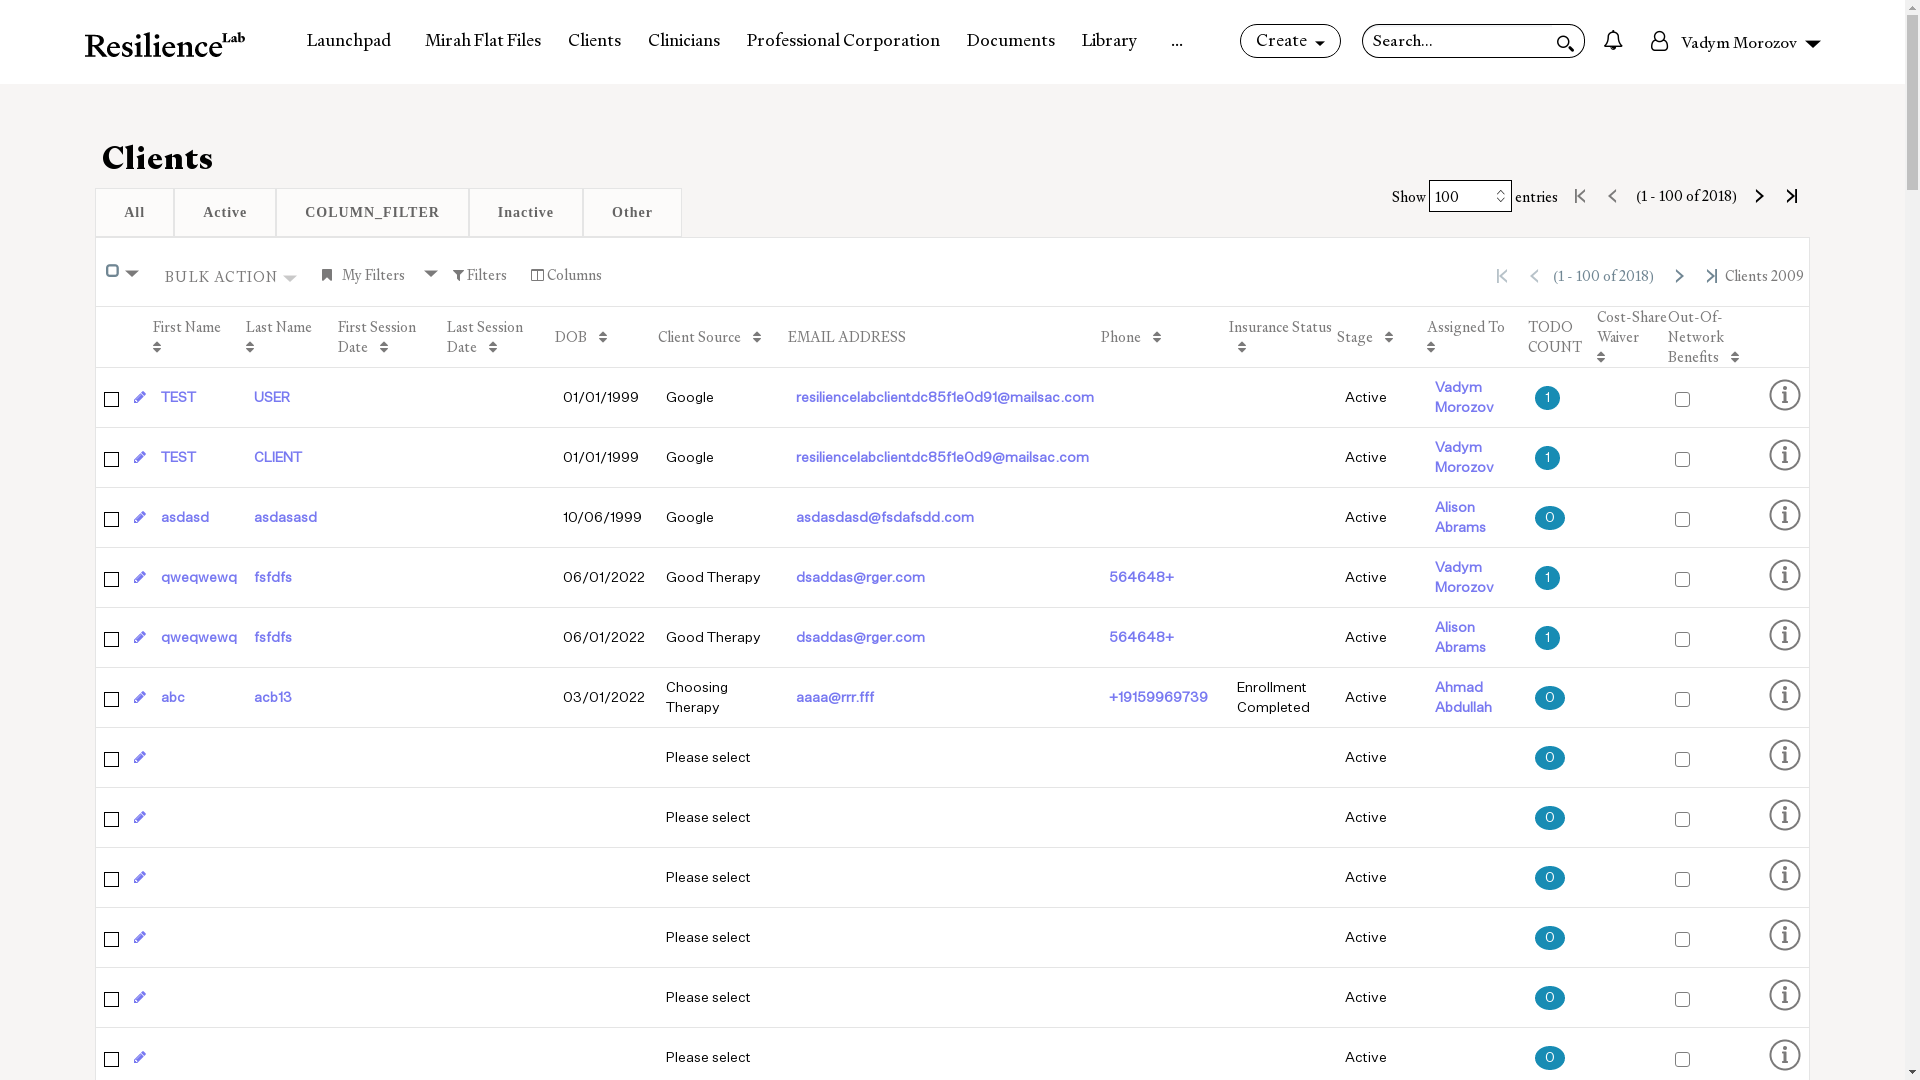 ResilienceLab Launchpad Mirah Flat Files Clients Clinicians Professional Corporation Documents Library ... Create Search... Vadym Morozov
Clients
All Active COLUMN_FILTER Inactive Other
Show 100 entries (1 - 100 of 2018)
BULK ACTION My Filters Filters Columns (1 - 100 of 2018) Clients 2009
First Name Last Name First Session Date Last Session Date DOB Client Source EMAIL ADDRESS Phone Insurance Status Stage Assigned To TODO COUNT Cost-Share Waiver Out-Of-Network Benefits
TEST USER 01/01/1999 Google resiliencelabclientdc85f1e0d91@mailsac.com Active Vadym Morozov 1
TEST CLIENT 01/01/1999 Google resiliencelabclientdc85f1e0d9@mailsac.com Active Vadym Morozov 1
asdasd asdasasd 10/06/1999 Google asdasdasd@fsdafsdd.com Active Alison Abrams 0
qweqwewq fsfdfs 06/01/2022 Good Therapy dsaddas@rger.com 564648+ Active Vadym Morozov 1
qweqwewq fsfdfs 06/01/2022 Good Therapy dsaddas@rger.com 564648+ Active Alison Abrams 1
abc acb13 03/01/2022 Choosing Therapy aaaa@rrr.fff +19159969739 Enrollment Completed Active Ahmad Abdullah 0
Please select Active 0
Please select Active 0
Please select Active 0
Please select Active 0
Please select Active 0
Please select Active 0